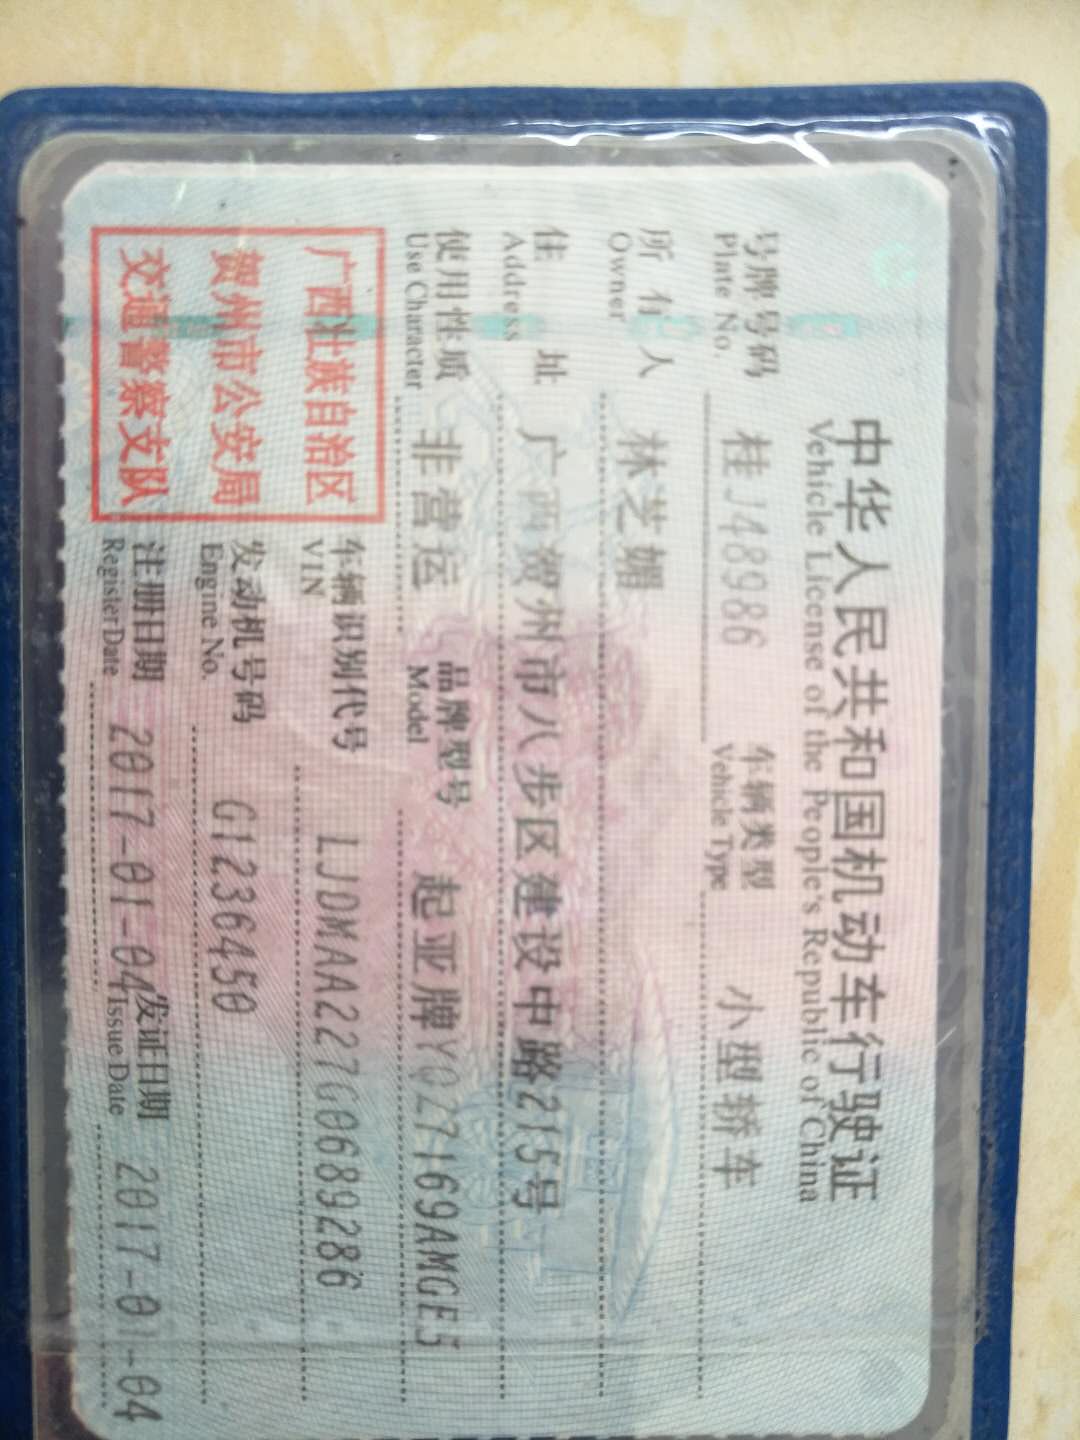 中华人民共和国机动车行驶证
Vehicle License of the People's Republic of China
号牌号码 桂J48986 车辆类型 小型轿车
Plate No. Vehicle Type
所有人 林芝媚
Owner
住址 广西贺州市八步区建设中路215号
Address
使用性质 非营运 品牌型号 起亚牌YQZ7169AMGE5
Use Character Model
广西壮族自治区
贺州市公安局
交通警察支队
车辆识别代号 LJDMAA227G0689286
VIN
发动机号码 G1236450
Engine No.
注册日期 2017-01-04 发证日期 2017-01-04
Register Date Issue Date